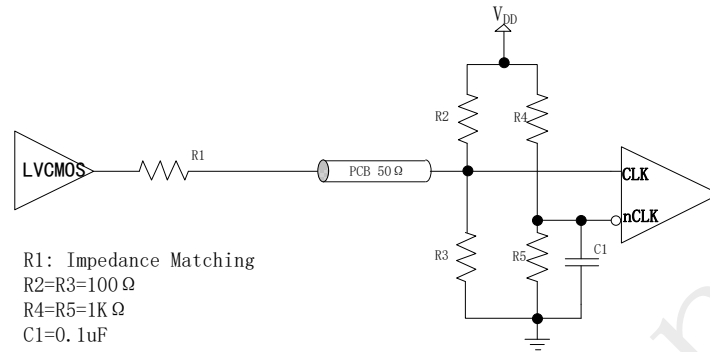 VDD
R2
R4
LVCMOS
R1
PCB 50Ω
CLK
nCLK
R3
R5
C1
R1: Impedance Matching
R2=R3=100Ω
R4=R5=1KΩ
C1=0.1uF